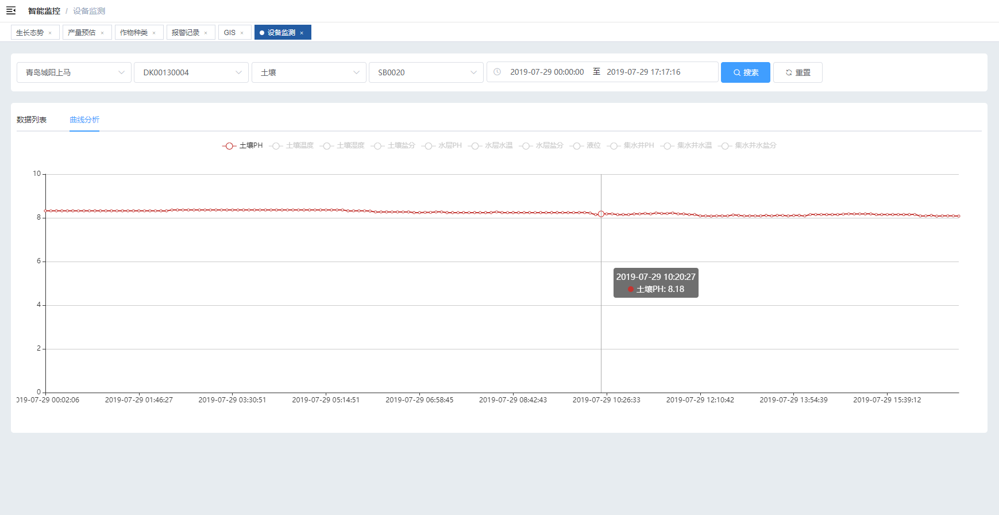 智能监控 / 设备监测
生长态势 × 产量预估 × 作物种类 × 报警记录 × GIS × 设备监测 ×
青岛城阳上马 DK00130004 土壤 SB0020 2019-07-29 00:00:00 至 2019-07-29 17:17:16 搜索 重置
数据列表 曲线分析
土壤PH 土壤温度 土壤湿度 土壤盐分 水层PH 水层水温 水层盐分 液位 集水井PH 集水井水温 集水井水盐分
10
8
6
2019-07-29 10:20:27
土壤PH: 8.18
4
2
0
019-07-29 00:02:06 2019-07-29 01:46:27 2019-07-29 03:30:51 2019-07-29 05:14:51 2019-07-29 06:58:45 2019-07-29 08:42:43 2019-07-29 10:26:33 2019-07-29 12:10:42 2019-07-29 13:54:39 2019-07-29 15:39:12